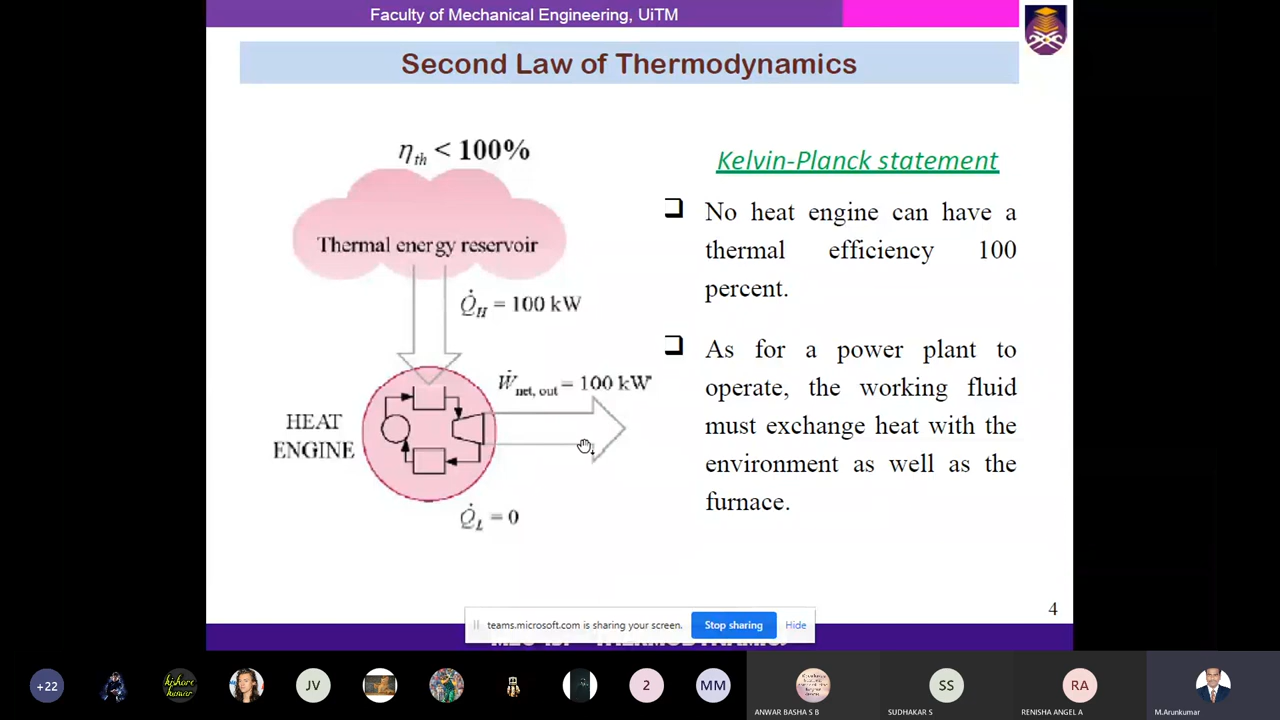 Faculty of Mechanical Engineering, UiTM
Second Law of Thermodynamics
ηth < 100%
Thermal energy reservoir
Q̇H = 100 kW
Ẇnet, out = 100 kW
HEAT
ENGINE
Q̇L = 0
Kelvin-Planck statement
❑ No heat engine can have a
thermal efficiency 100
percent.
❑ As for a power plant to
operate, the working fluid
must exchange heat with the
environment as well as the
furnace.
4
teams.microsoft.com is sharing your screen.
Stop sharing
Hide
+22
kishore
kumar
JV
2
MM
ANWAR BASHA S B
SS
SUDHAKAR S
RA
RENISHA ANGEL A
M.Arunkumar